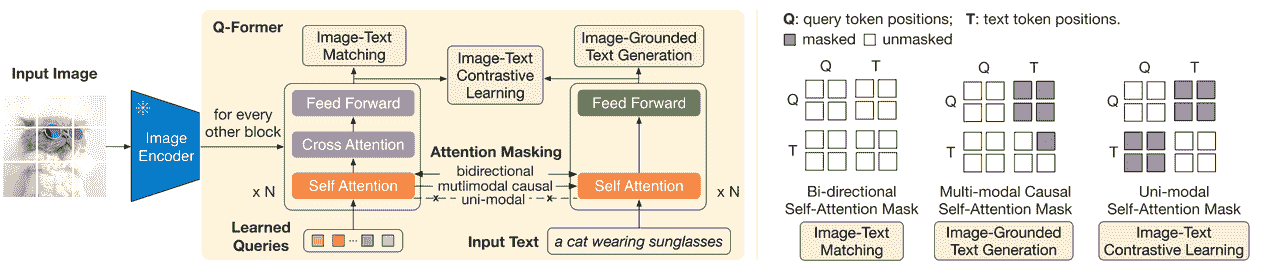 Q-Former
Input Image
Image
Encoder
for every
other block
Image-Text
Matching
Image-Text
Contrastive
Learning
Image-Grounded
Text Generation
Feed Forward
Cross Attention
Self Attention
x N
Attention Masking
bidirectional
mutlimodal causal
x uni-modal x
Feed Forward
Self Attention
x N
Learned
Queries
...
Input Text
a cat wearing sunglasses
Q: query token positions; T: text token positions.
masked unmasked
Q T
Q
T
Bi-directional
Self-Attention Mask
Image-Text
Matching
Q T
Q
T
Multi-modal Causal
Self-Attention Mask
Image-Grounded
Text Generation
Q T
Q
T
Uni-modal
Self-Attention Mask
Image-Text
Contrastive Learning